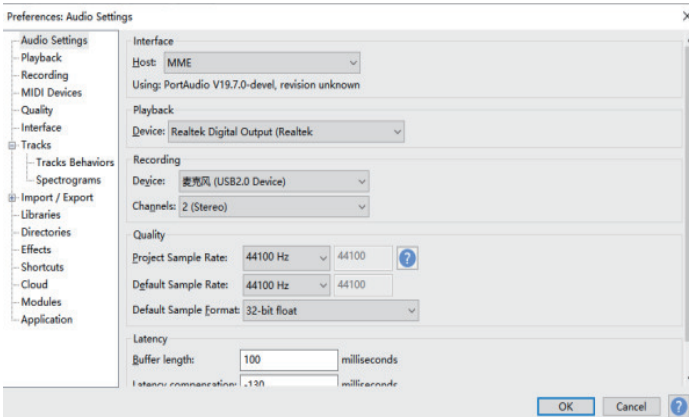 Preferences: Audio Settings
Audio Settings
Playback
Recording
MIDI Devices
Quality
Interface
Tracks
Tracks Behaviors
Spectrograms
Import / Export
Libraries
Directories
Effects
Shortcuts
Cloud
Modules
Application
Interface
Host: MME
Using: PortAudio V19.7.0-devel, revision unknown
Playback
Device: Realtek Digital Output (Realtek
Recording
Device: 麦克风 (USB2.0 Device)
Channels: 2 (Stereo)
Quality
Project Sample Rate: 44100 Hz 44100 ?
Default Sample Rate: 44100 Hz 44100
Default Sample Format: 32-bit float
Latency
Buffer length: 100 milliseconds
Latency compensation: -130 milliseconds
OK Cancel ?